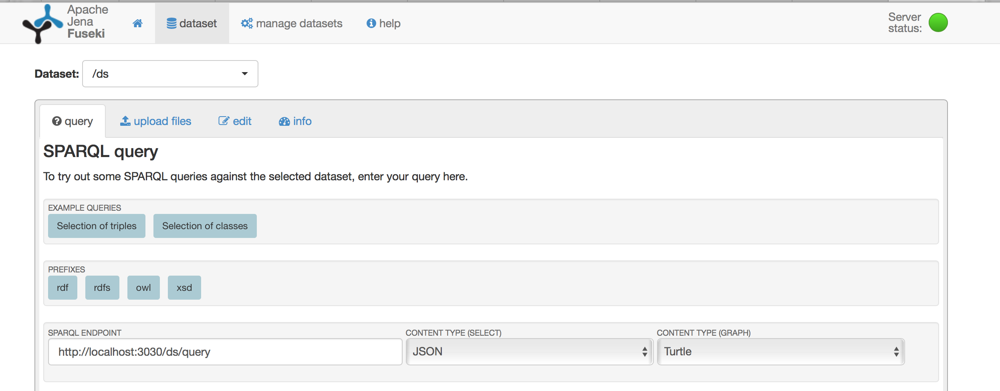 Apache
Jena
Fuseki
dataset
manage datasets
help
Server
status:
Dataset:
/ds
query
upload files
edit
info
SPARQL query
To try out some SPARQL queries against the selected dataset, enter your query here.
EXAMPLE QUERIES
Selection of triples
Selection of classes
PREFIXES
rdf
rdfs
owl
xsd
SPARQL ENDPOINT
CONTENT TYPE (SELECT)
CONTENT TYPE (GRAPH)
http://localhost:3030/ds/query
JSON
Turtle